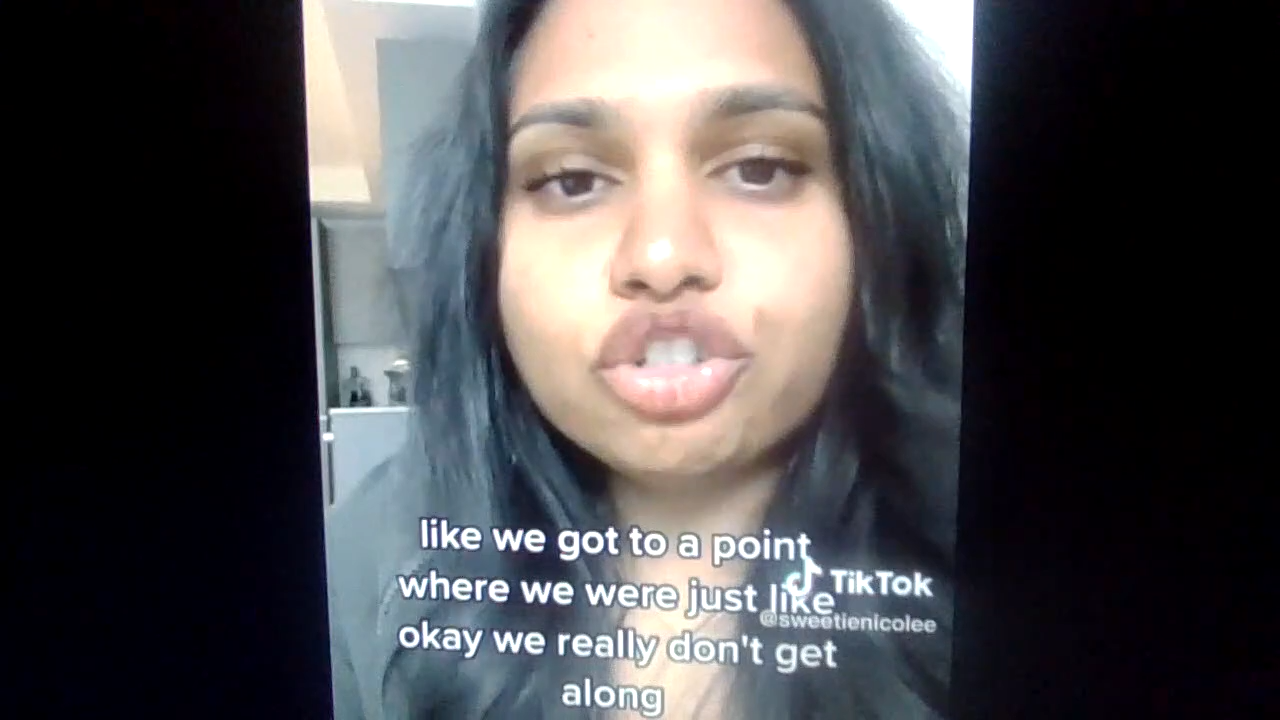 like we got to a point
where we were just like
okay we really don't get
along
TikTok
@sweetienicolee